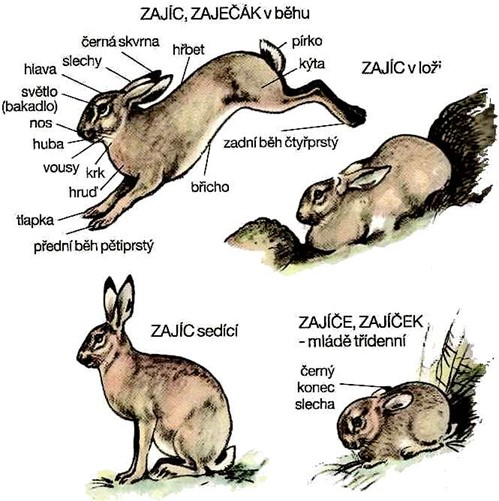 ZAJÍC, ZAJEČÁK v běhu
černá skvrna
hřbet
pírko
slechy
kýta
hlava
ZAJÍC v loži
světlo
(bakadlo)
nos
huba
zadní běh čtyřprstý
vousy
krk
hruď
břicho
tlapka
přední běh pětiprstý
ZAJÍC sedící
ZAJÍČE, ZAJÍČEK
- mládě třídenní
černý
konec
slecha